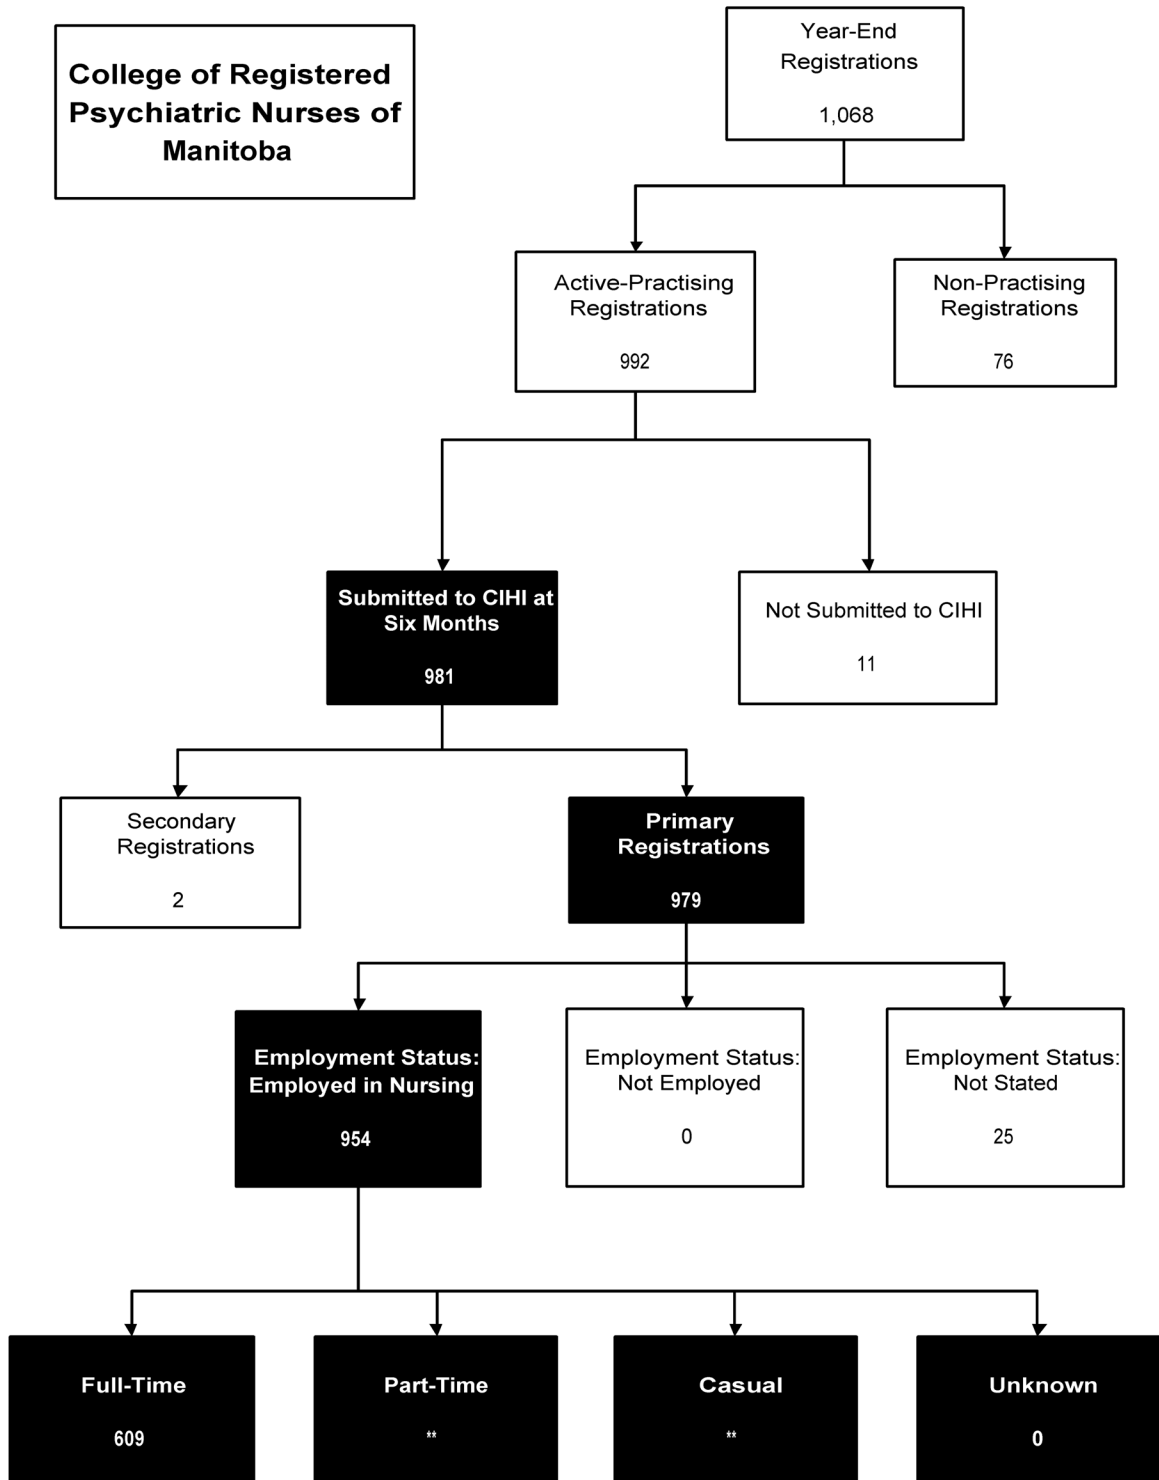 College of Registered
Psychiatric Nurses of
Manitoba
Year-End
Registrations
1,068
Active-Practising
Registrations
992
Non-Practising
Registrations
76
Submitted to CIHI at
Six Months
981
Not Submitted to CIHI
11
Secondary
Registrations
2
Primary
Registrations
979
Employment Status:
Employed in Nursing
954
Employment Status:
Not Employed
0
Employment Status:
Not Stated
25
Full-Time
609
Part-Time
**
Casual
**
Unknown
0